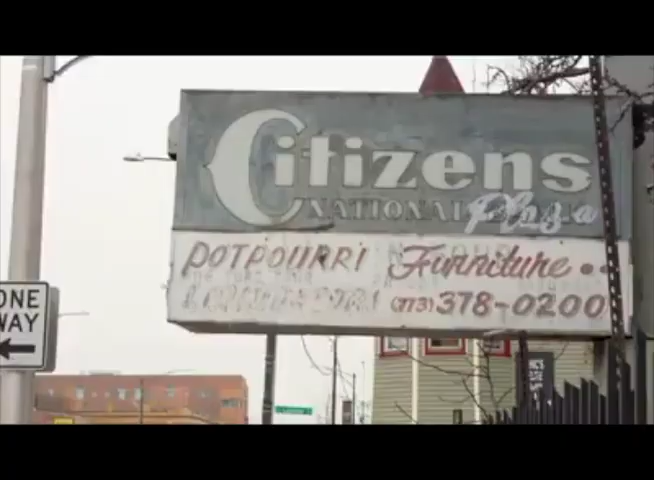 Citizens
NATIONAL
Plaza
POTPOURRI Furniture
(773) 378-0200
ONE
WAY